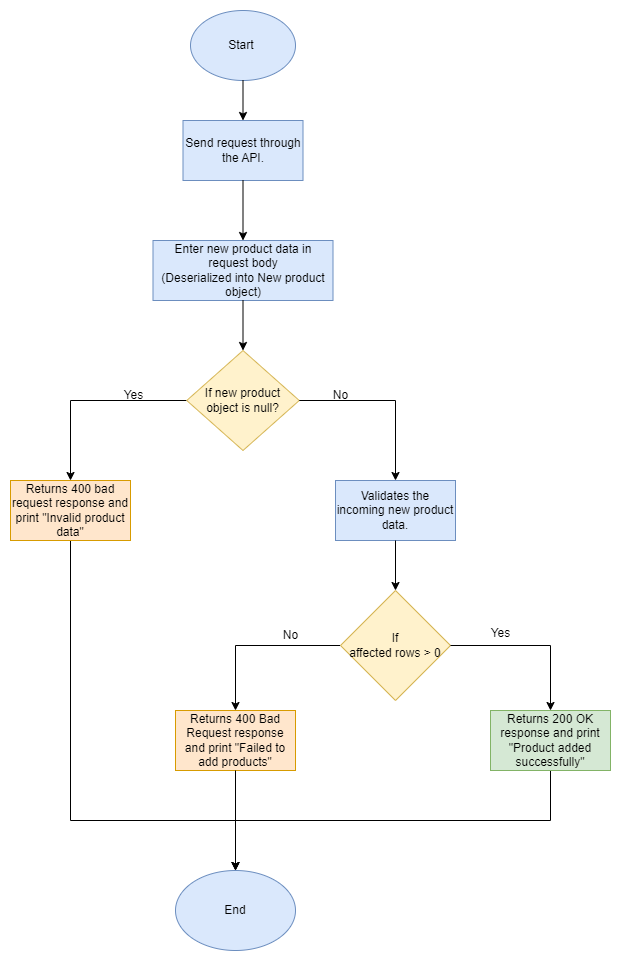 Start
Send request through
the API.
Enter new product data in
request body
(Deserialized into New product
object)
If new product
object is null?
Yes
No
Returns 400 bad
request response and
print "Invalid product
data"
Validates the
incoming new product
data.
If
affected rows > 0
No
Yes
Returns 400 Bad
Request response
and print "Failed to
add products"
Returns 200 OK
response and print
"Product added
successfully"
End